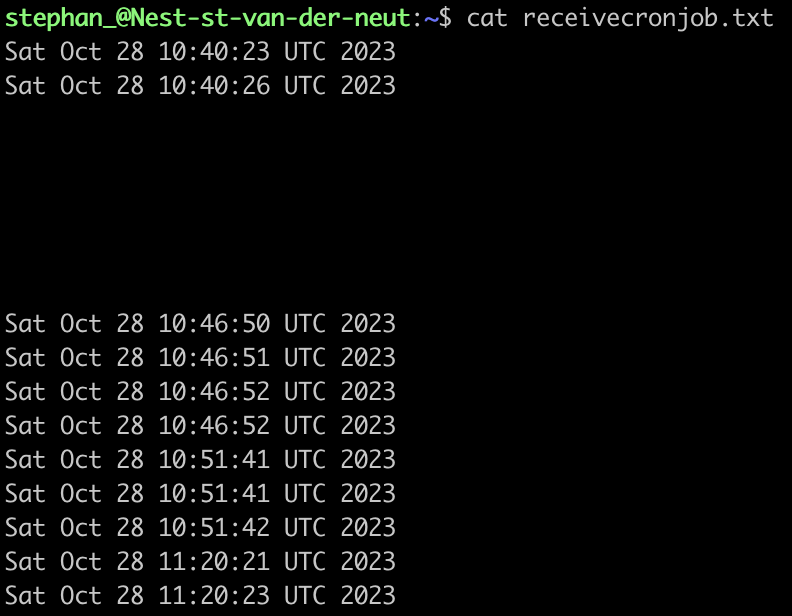 stephan_@Nest-st-van-der-neut:~$ cat receivecronjob.txt
Sat Oct 28 10:40:23 UTC 2023
Sat Oct 28 10:40:26 UTC 2023
Sat Oct 28 10:46:50 UTC 2023
Sat Oct 28 10:46:51 UTC 2023
Sat Oct 28 10:46:52 UTC 2023
Sat Oct 28 10:46:52 UTC 2023
Sat Oct 28 10:51:41 UTC 2023
Sat Oct 28 10:51:41 UTC 2023
Sat Oct 28 10:51:42 UTC 2023
Sat Oct 28 11:20:21 UTC 2023
Sat Oct 28 11:20:23 UTC 2023